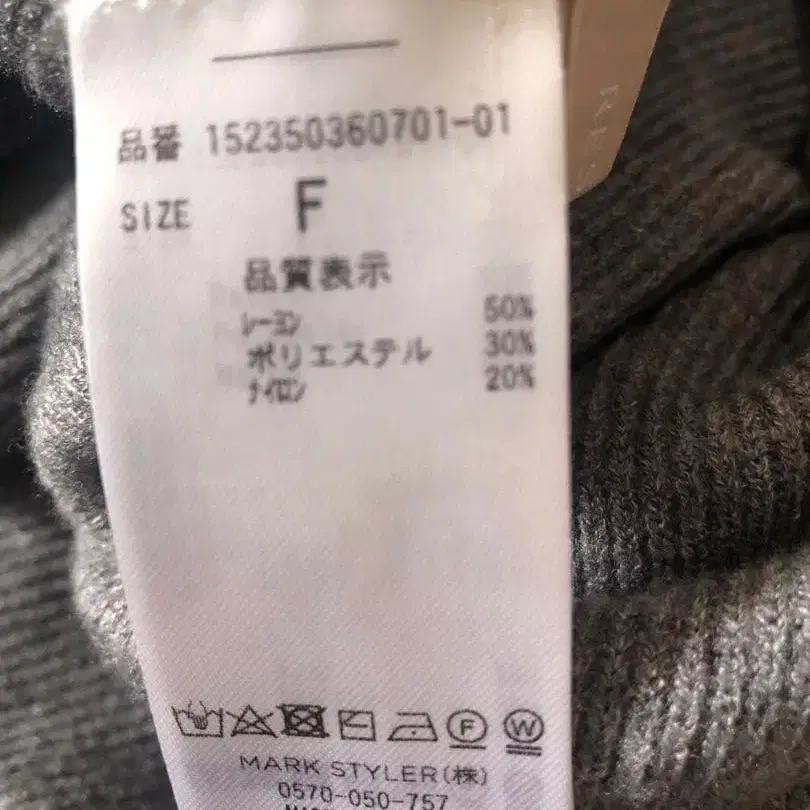 品番 152350360701-01
SIZE F
品質表示
レーヨン 50%
ポリエステル 30%
ナイロン 20%
F W
MARK STYLER(株)
0570-050-757
RE